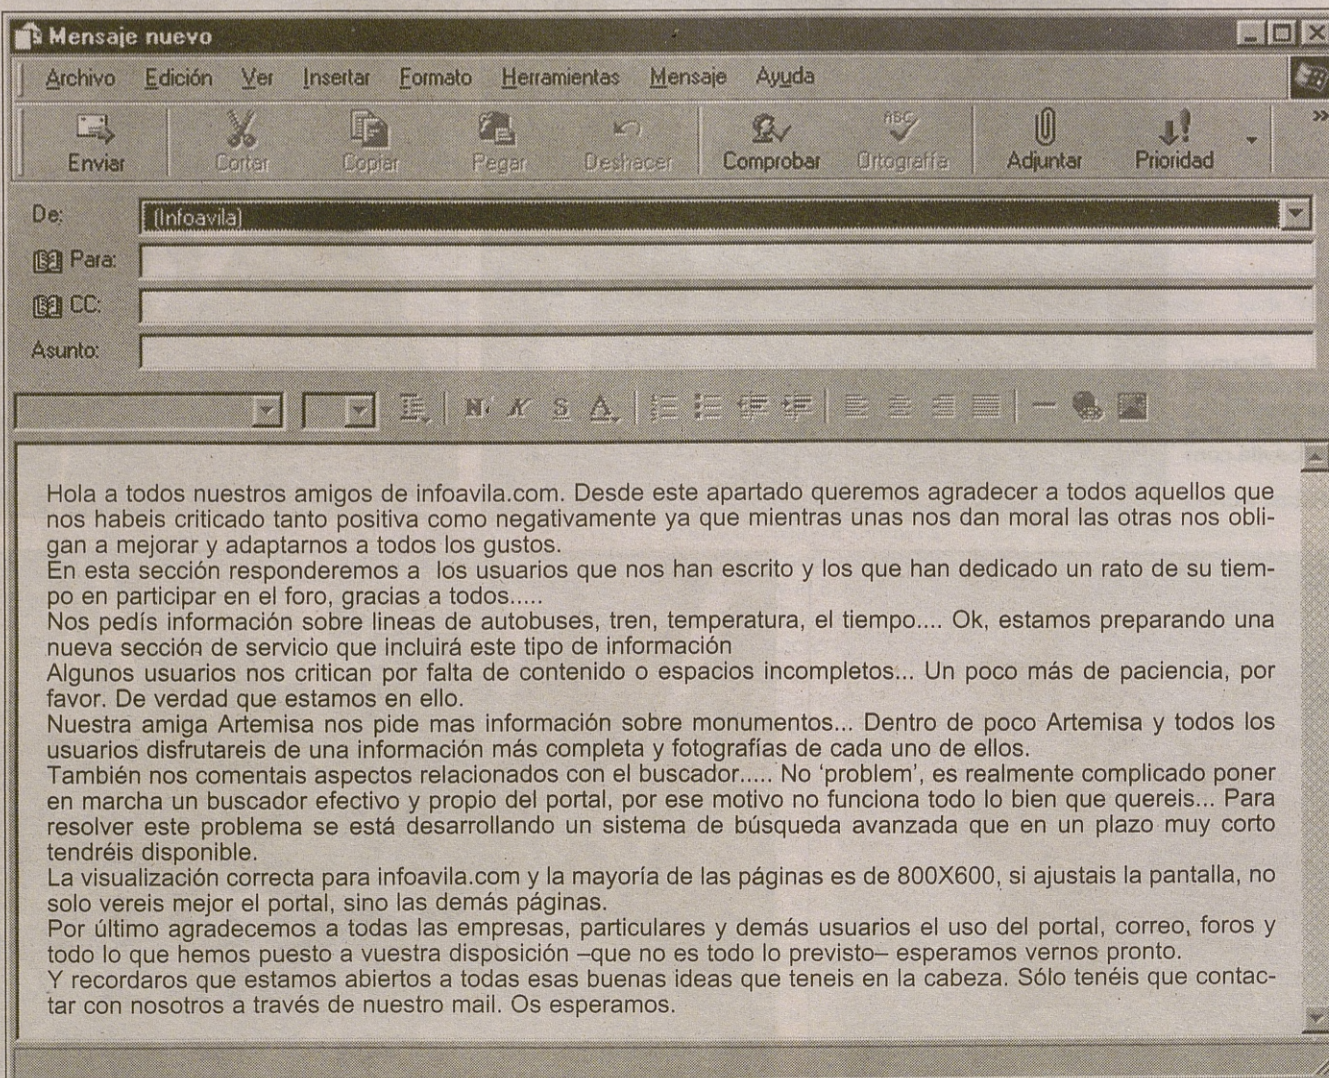 Mensaje nuevo
Archivo Edición Ver Insertar Formato Herramientas Mensaje Ayuda
Enviar Cortar Copiar Pegar Deshacer Comprobar Ortografía Adjuntar Prioridad
De: (Infoavila)
Para:
CC:
Asunto:
Hola a todos nuestros amigos de infoavila.com. Desde este apartado queremos agradecer a todos aquellos que
nos habeis criticado tanto positiva como negativamente ya que mientras unas nos dan moral las otras nos obli-
gan a mejorar y adaptarnos a todos los gustos.
En esta sección responderemos a los usuarios que nos han escrito y los que han dedicado un rato de su tiem-
po en participar en el foro, gracias a todos.....
Nos pedís información sobre lineas de autobuses, tren, temperatura, el tiempo.... Ok, estamos preparando una
nueva sección de servicio que incluirá este tipo de información
Algunos usuarios nos critican por falta de contenido o espacios incompletos... Un poco más de paciencia, por
favor. De verdad que estamos en ello.
Nuestra amiga Artemisa nos pide mas información sobre monumentos... Dentro de poco Artemisa y todos los
usuarios disfrutareis de una información más completa y fotografías de cada uno de ellos.
También nos comentais aspectos relacionados con el buscador..... No 'problem', es realmente complicado poner
en marcha un buscador efectivo y propio del portal, por ese motivo no funciona todo lo bien que quereis... Para
resolver este problema se está desarrollando un sistema de búsqueda avanzada que en un plazo muy corto
tendréis disponible.
La visualización correcta para infoavila.com y la mayoría de las páginas es de 800X600, si ajustais la pantalla, no
solo vereis mejor el portal, sino las demás páginas.
Por último agradecemos a todas las empresas, particulares y demás usuarios el uso del portal, correo, foros y
todo lo que hemos puesto a vuestra disposición –que no es todo lo previsto– esperamos vernos pronto.
Y recordaros que estamos abiertos a todas esas buenas ideas que teneis en la cabeza. Sólo tenéis que contac-
tar con nosotros a través de nuestro mail. Os esperamos.